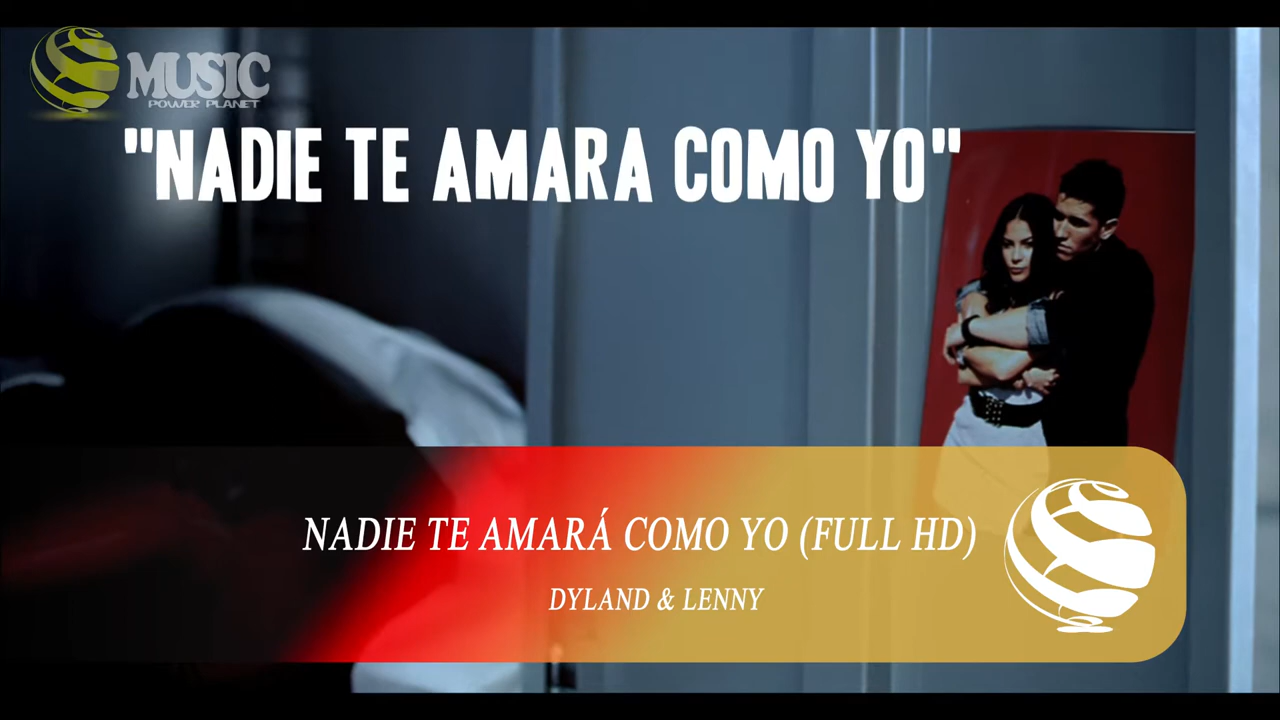 MUSIC
POWER PLANET
"NADIE TE AMARA COMO YO"
NADIE TE AMARÁ COMO YO (FULL HD)
DYLAND & LENNY